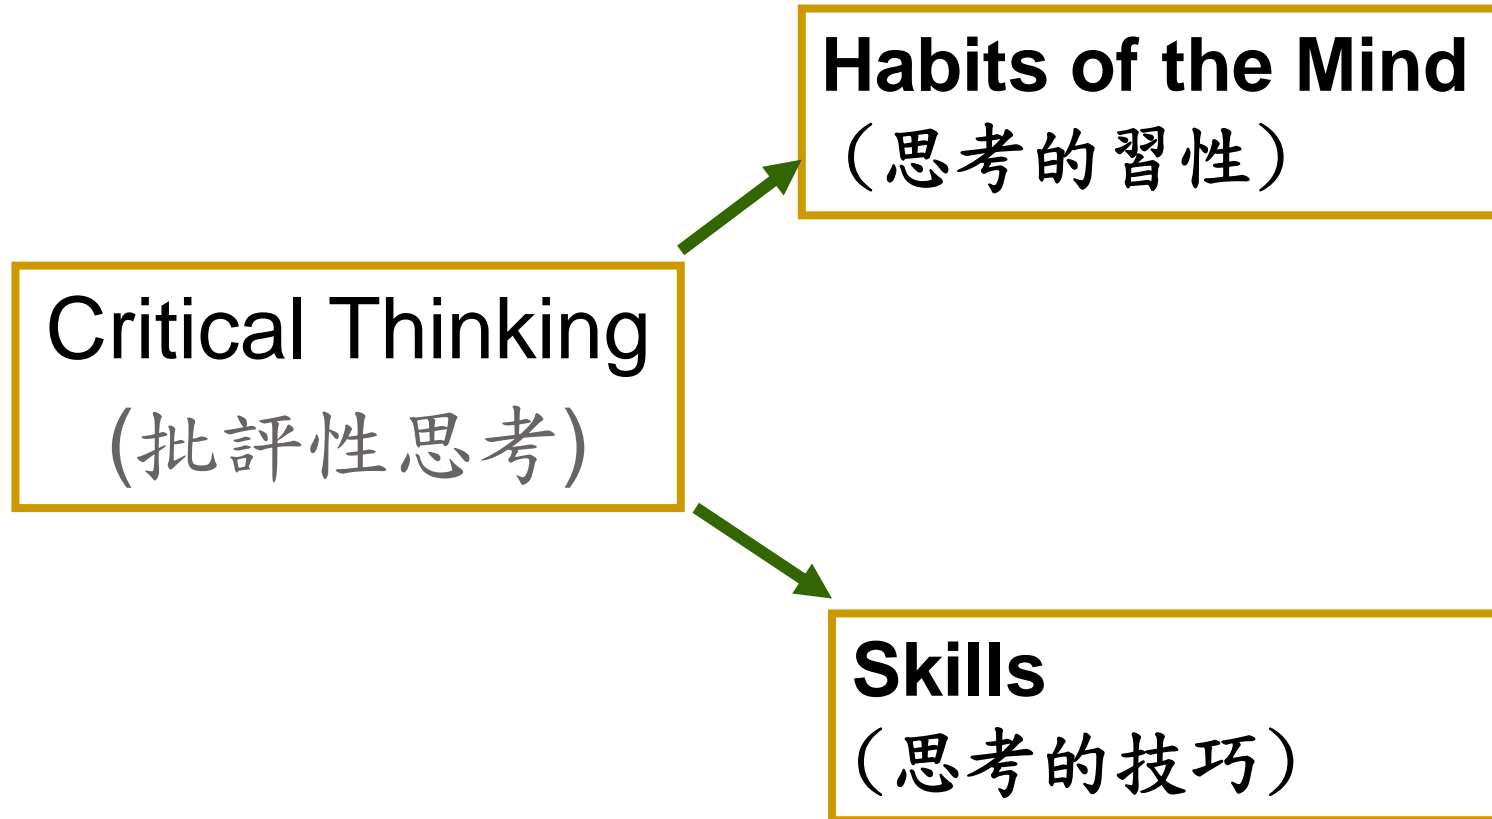 Habits of the Mind
（思考的習性）
Critical Thinking
(批評性思考)
Skills
（思考的技巧）